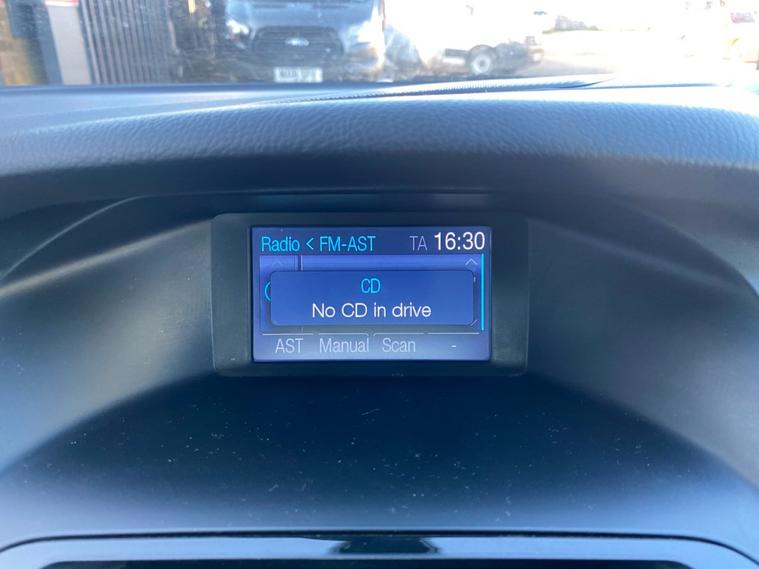 Radio < FM-AST TA 16:30
CD
No CD in drive
AST Manual Scan -